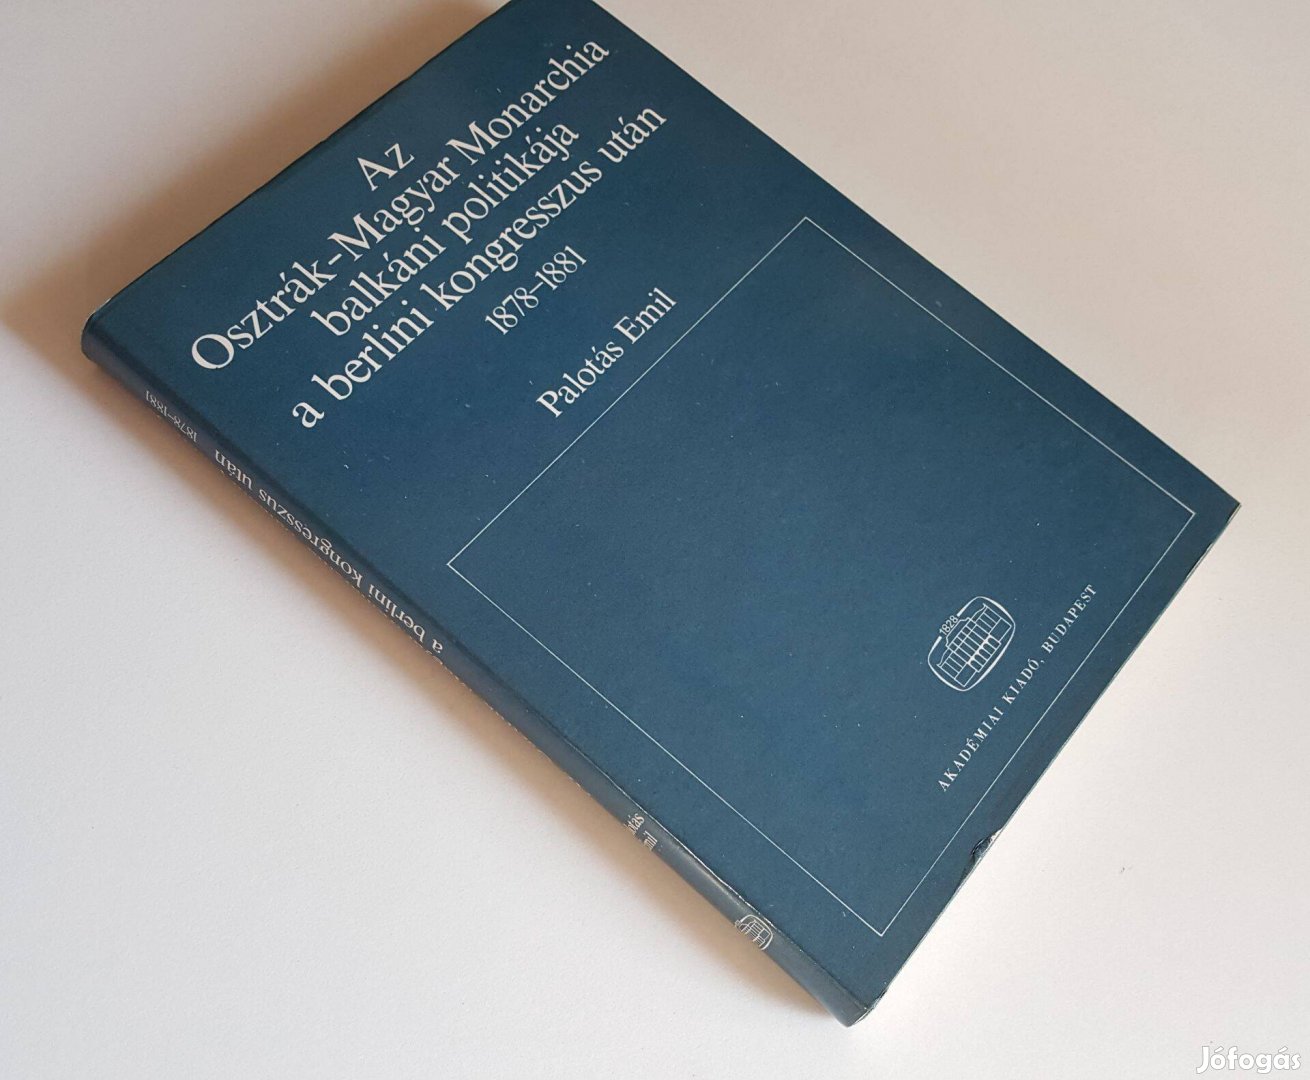 Az
Osztrák-Magyar Monarchia
balkáni politikája
a berlini kongresszus után
1878–1881
Palotás Emil
1828
AKADÉMIAI KIADÓ, BUDAPEST
a berlini kongresszus után 1878–1881
Jófogás